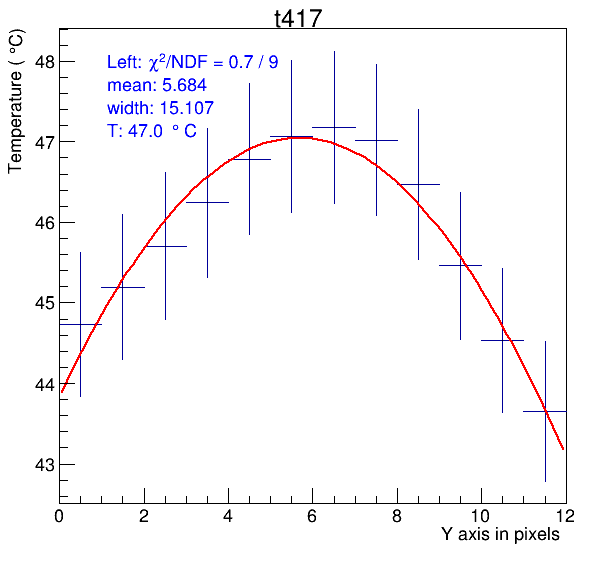 t417
Temperature ( °C)
Left: χ²/NDF = 0.7 / 9
mean: 5.684
width: 15.107
T: 47.0 ° C
48
47
46
45
44
43
0 2 4 6 8 10 12
Y axis in pixels